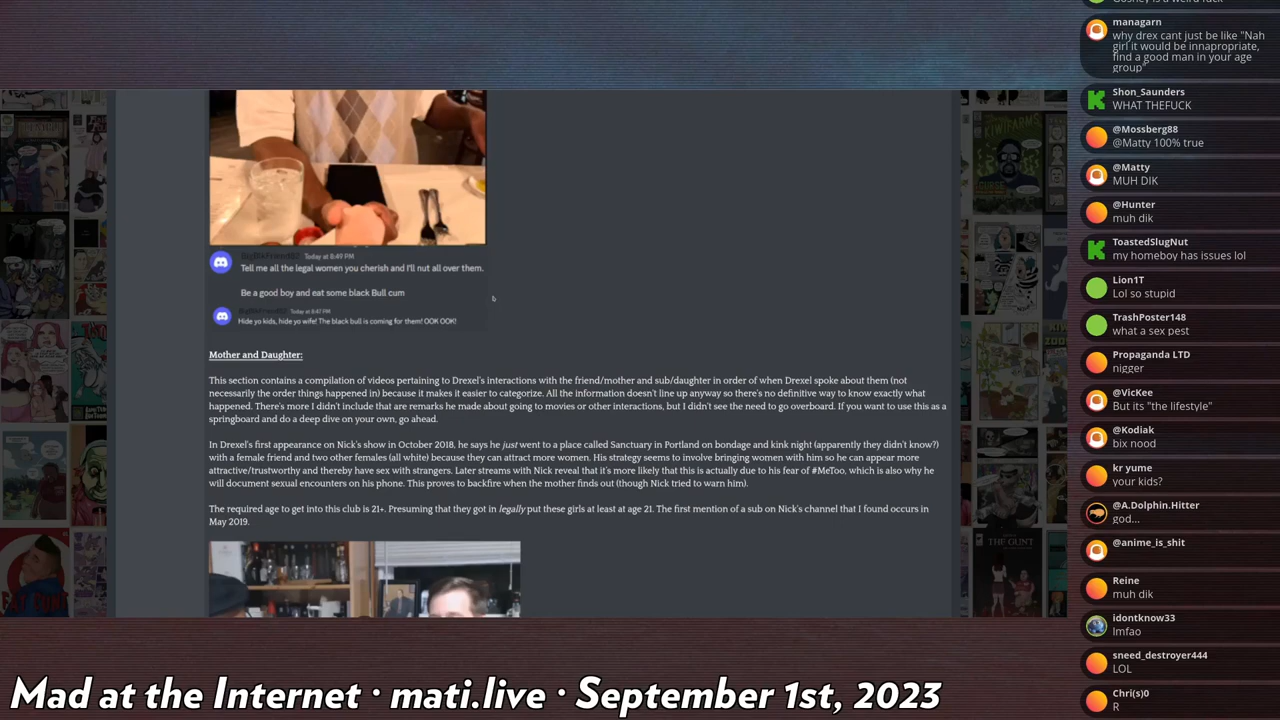 Today at 8:49 PM
Tell me all the legal women you cherish and I'll nut all over them.
Be a good boy and eat some black Bull cum
Today at 8:47 PM
Hide yo kids, hide yo wife! The black bull is coming for them! OOK OOK!
Mother and Daughter:
This section contains a compilation of videos pertaining to Drexel's interactions with the friend/mother and sub/daughter in order of when Drexel spoke about them (not
necessarily the order things happened in) because it makes it easier to categorize. All the information doesn't line up anyway so there's no definitive way to know exactly what
happened. There's more I didn't include that are remarks he made about going to movies or other interactions, but I didn't see the need to go overboard. If you want to use this as a
springboard and do a deep dive on your own, go ahead.
In Drexel's first appearance on Nick's show in October 2018, he says he just went to a place called Sanctuary in Portland on bondage and kink night (apparently they didn't know?)
with a female friend and two other females (all white) because they can attract more women. His strategy seems to involve bringing women with him so he can appear more
attractive/trustworthy and thereby have sex with strangers. Later streams with Nick reveal that it's more likely that this is actually due to his fear of #MeToo, which is also why he
will document sexual encounters on his phone. This proves to backfire when the mother finds out (though Nick tried to warn him).
The required age to get into this club is 21+. Presuming that they got in legally put these girls at least at age 21. The first mention of a sub on Nick's channel that I found occurs in
May 2019.
KIWIFARMS
THE GUNT
managarn
why drex cant just be like "Nah
girl it would be innapropriate,
find a good man in your age
group"
Shon_Saunders
WHAT THEFUCK
@Mossberg88
@Matty 100% true
@Matty
MUH DIK
@Hunter
muh dik
ToastedSlugNut
my homeboy has issues lol
Lion1T
Lol so stupid
TrashPoster148
what a sex pest
Propaganda LTD
nigger
@VicKee
But its "the lifestyle"
@Kodiak
bix nood
kr yume
your kids?
@A.Dolphin.Hitter
god...
@anime_is_shit
Reine
muh dik
idontknow33
lmfao
sneed_destroyer444
LOL
Chri(s)0
R
Mad at the Internet · mati.live · September 1st, 2023